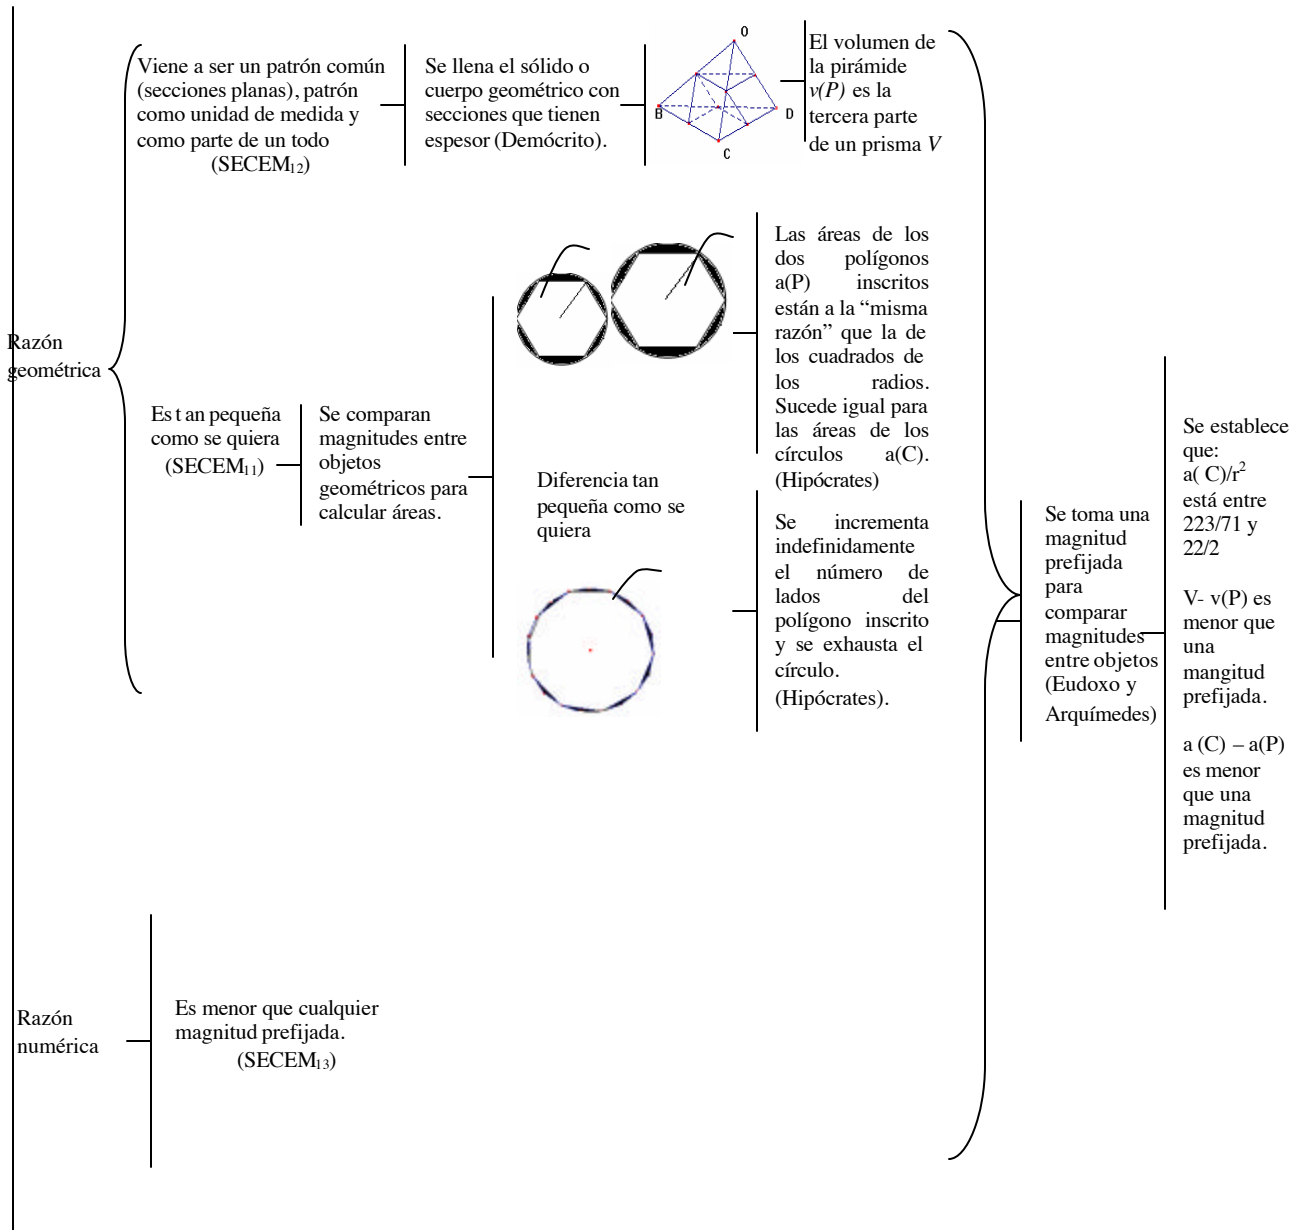 Viene a ser un patrón común
(secciones planas), patrón
como unidad de medida y
como parte de un todo
(SECEM12)
Se llena el sólido o
cuerpo geométrico con
secciones que tienen
espesor (Demócrito).
O
B
D
C
El volumen de
la pirámide
v(P) es la
tercera parte
de un prisma V
Razón
geométrica
Es t an pequeña
como se quiera
(SECEM11)
Se comparan
magnitudes entre
objetos
geométricos para
calcular áreas.
Las áreas de los
dos polígonos
a(P) inscritos
están a la “misma
razón” que la de
los cuadrados de
los radios.
Sucede igual para
las áreas de los
círculos a(C).
(Hipócrates)
Diferencia tan
pequeña como se
quiera
Se incrementa
indefinidamente
el número de
lados del
polígono inscrito
y se exhausta el
círculo.
(Hipócrates).
Se toma una
magnitud
prefijada
para
comparar
magnitudes
entre objetos
(Eudoxo y
Arquímedes)
Se establece
que:
a( C)/r²
está entre
223/71 y
22/2
V- v(P) es
menor que
una
mangitud
prefijada.
a (C) – a(P)
es menor
que una
magnitud
prefijada.
Razón
numérica
Es menor que cualquier
magnitud prefijada.
(SECEM13)